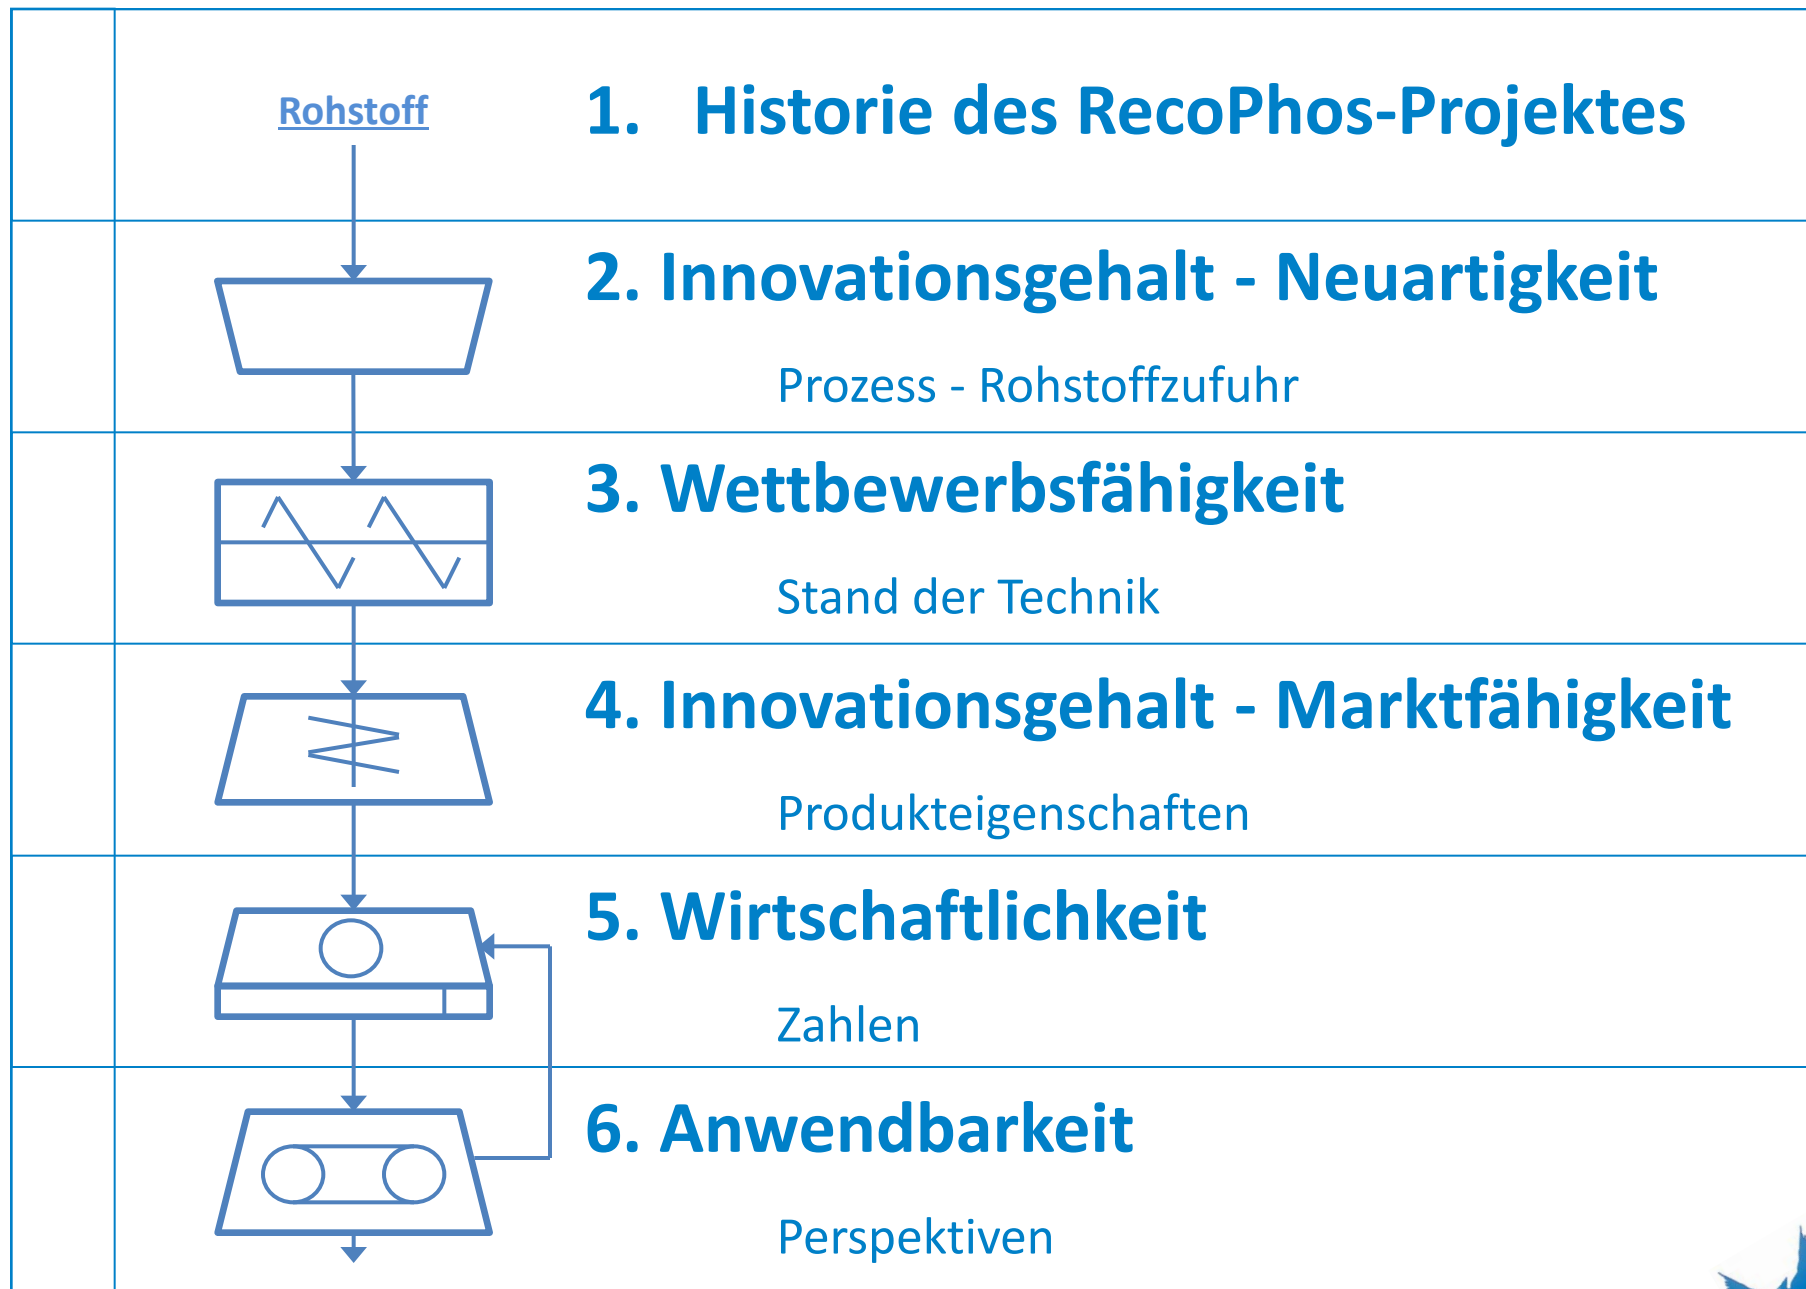 Rohstoff
1. Historie des RecoPhos-Projektes
2. Innovationsgehalt - Neuartigkeit
Prozess - Rohstoffzufuhr
3. Wettbewerbsfähigkeit
Stand der Technik
4. Innovationsgehalt - Marktfähigkeit
Produkteigenschaften
5. Wirtschaftlichkeit
Zahlen
6. Anwendbarkeit
Perspektiven